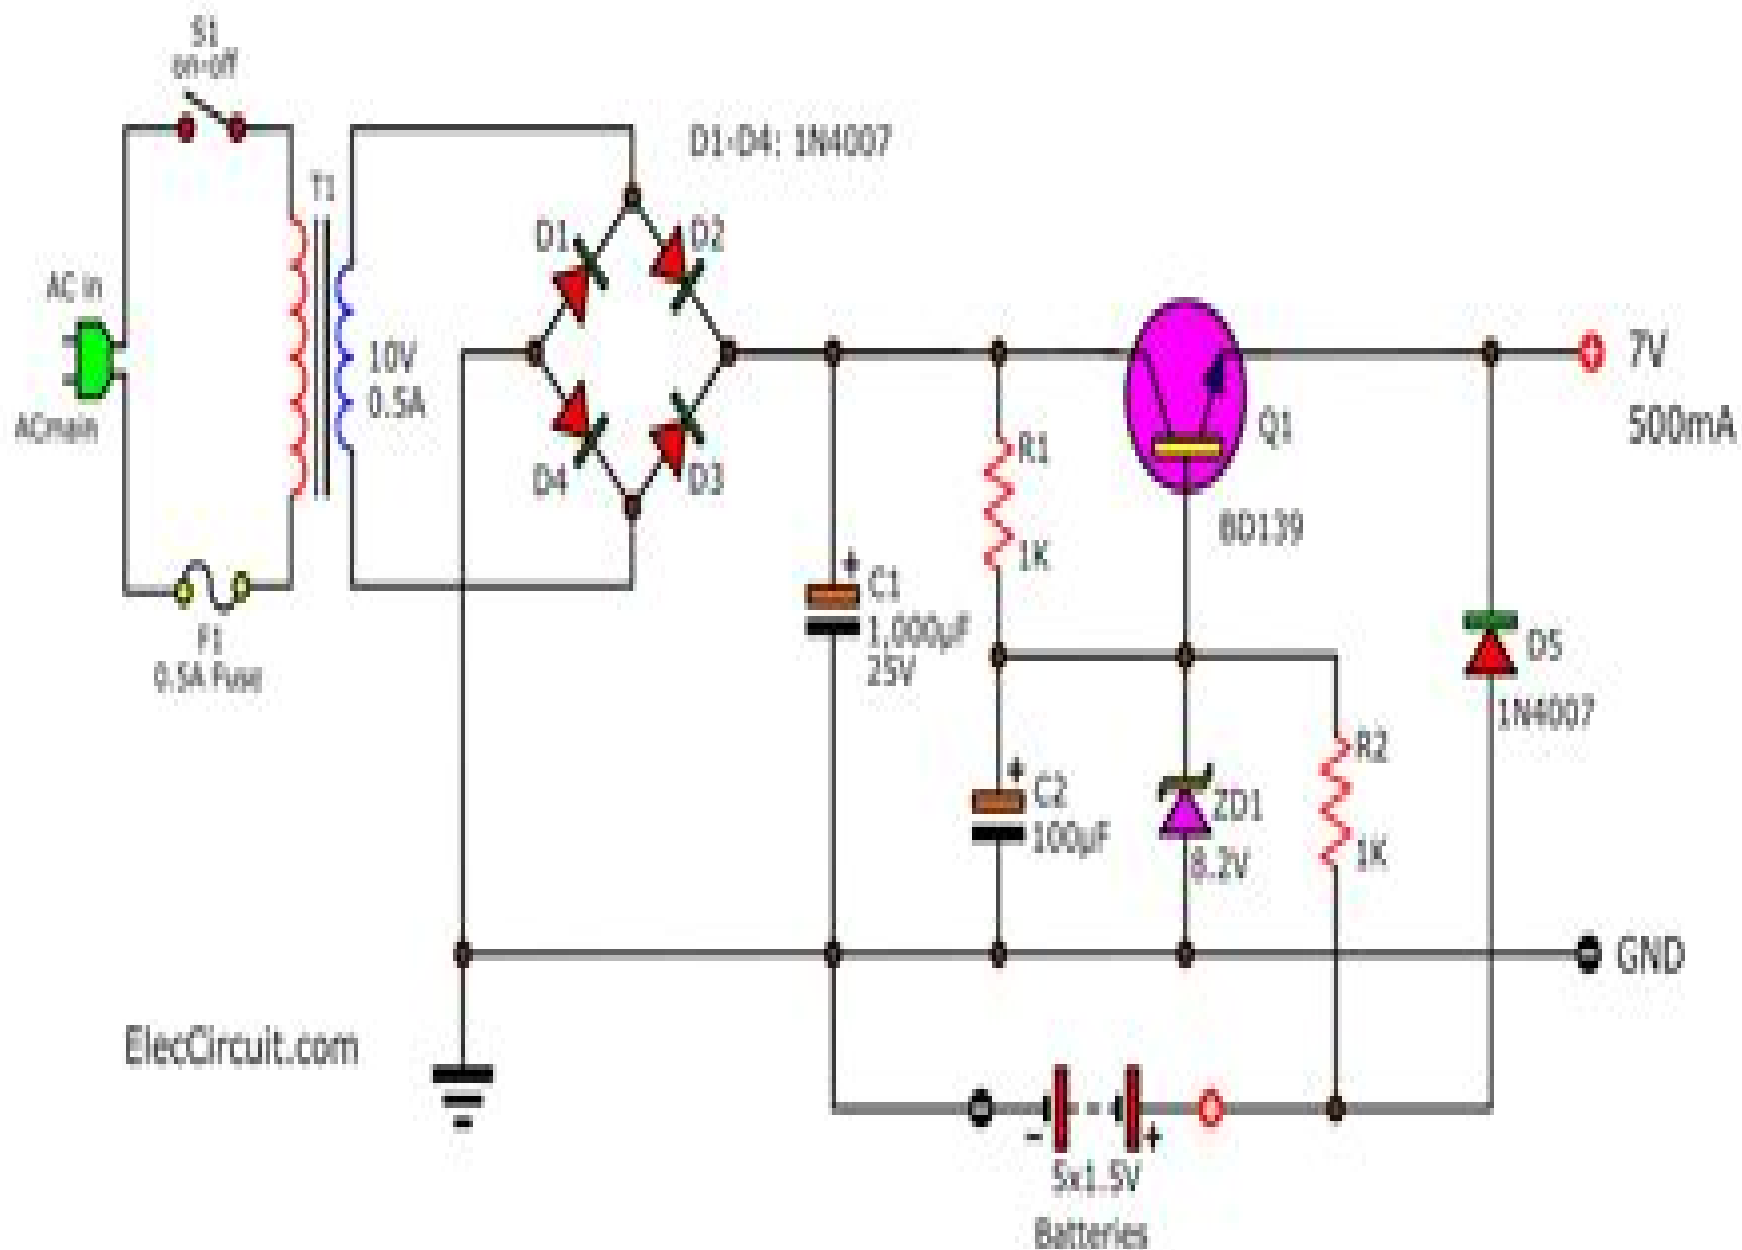 S1
on-off
D1-D4: 1N4007
T1
D1
D2
AC in
10V
0.5A
7V
ACmain
500mA
Q1
R1
D4
D3
BD139
1K
C1
1,000µF
25V
F1
0.5A Fuse
D5
1N4007
R2
+
C2
100µF
ZD1
8.2V
1K
+
GND
ElecCircuit.com
-
+
5x1.5V
Batteries